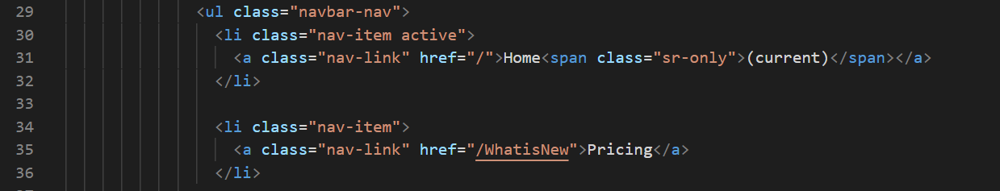 29 <ul class="navbar-nav">
30 <li class="nav-item active">
31 <a class="nav-link" href="/">Home<span class="sr-only">(current)</span></a>
32 </li>
33
34 <li class="nav-item">
35 <a class="nav-link" href="/WhatisNew">Pricing</a>
36 </li>